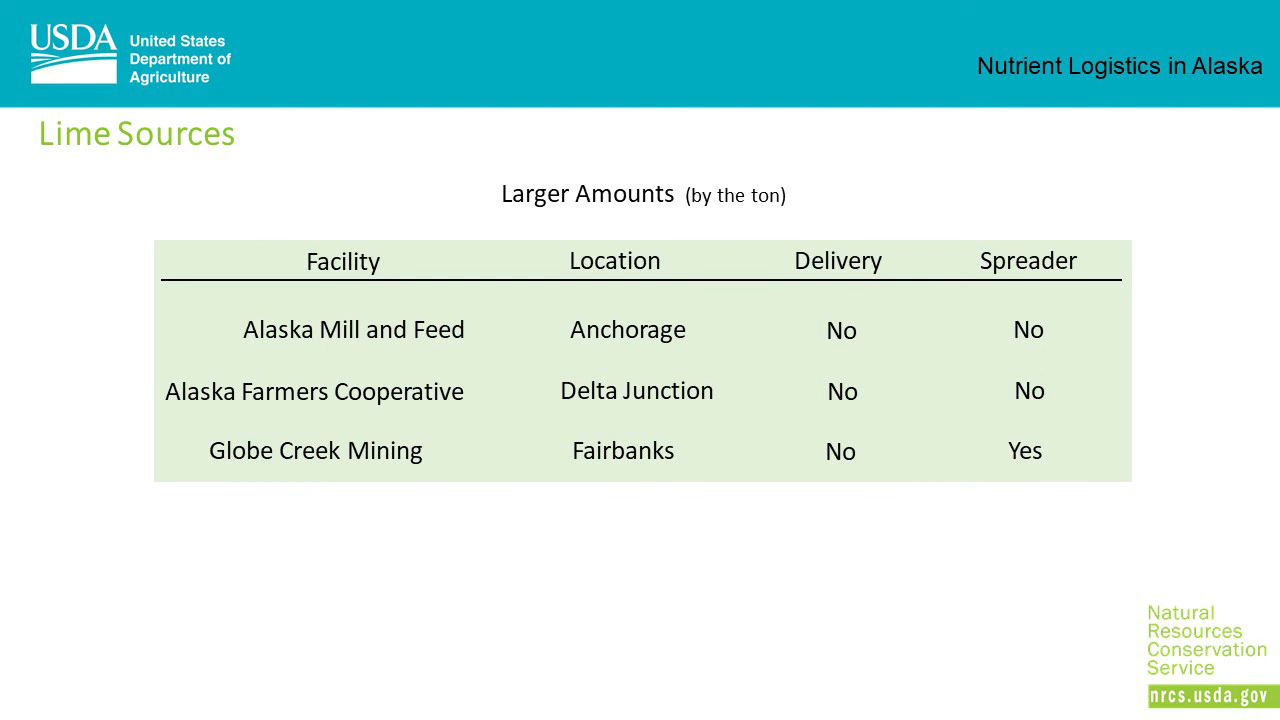 USDA
United States
Department of
Agriculture
Nutrient Logistics in Alaska
Lime Sources
Larger Amounts (by the ton)
Facility Location Delivery Spreader
Alaska Mill and Feed Anchorage No No
Alaska Farmers Cooperative Delta Junction No No
Globe Creek Mining Fairbanks No Yes
Natural
Resources
Conservation
Service
nrcs.usda.gov